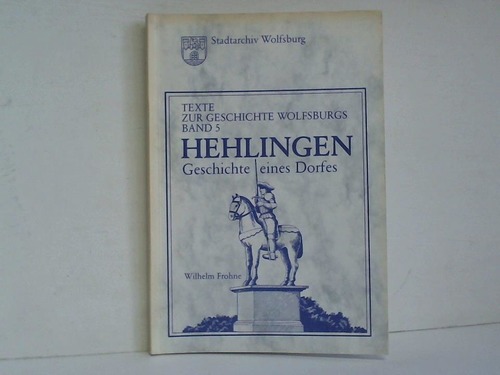 Stadtarchiv Wolfsburg
TEXTE
ZUR GESCHICHTE WOLFSBURGS
BAND 5
HEHLINGEN
Geschichte eines Dorfes
Wilhelm Frohne